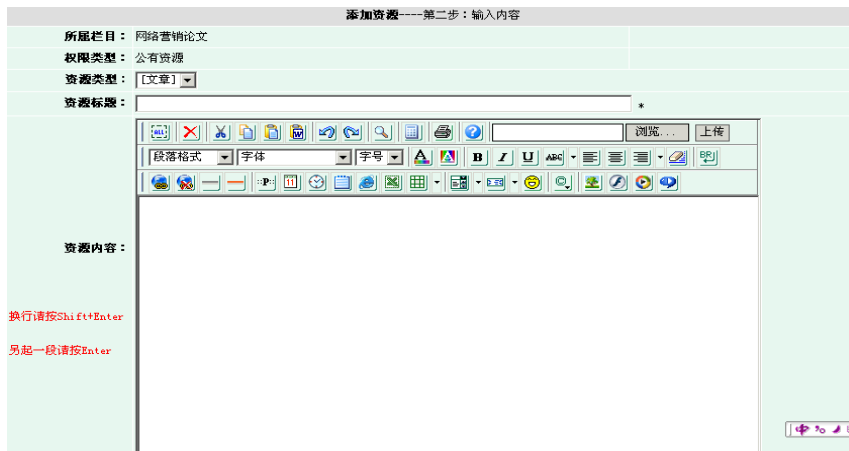 添加资源----第二步：输入内容
所属栏目： 网络营销论文
权限类型： 公有资源
资源类型： [文章]
资源标题： *
浏览... 上传
段落格式 字体 字号 B I U ABC BR
资源内容：
换行请按Shift+Enter
另起一段请按Enter
中